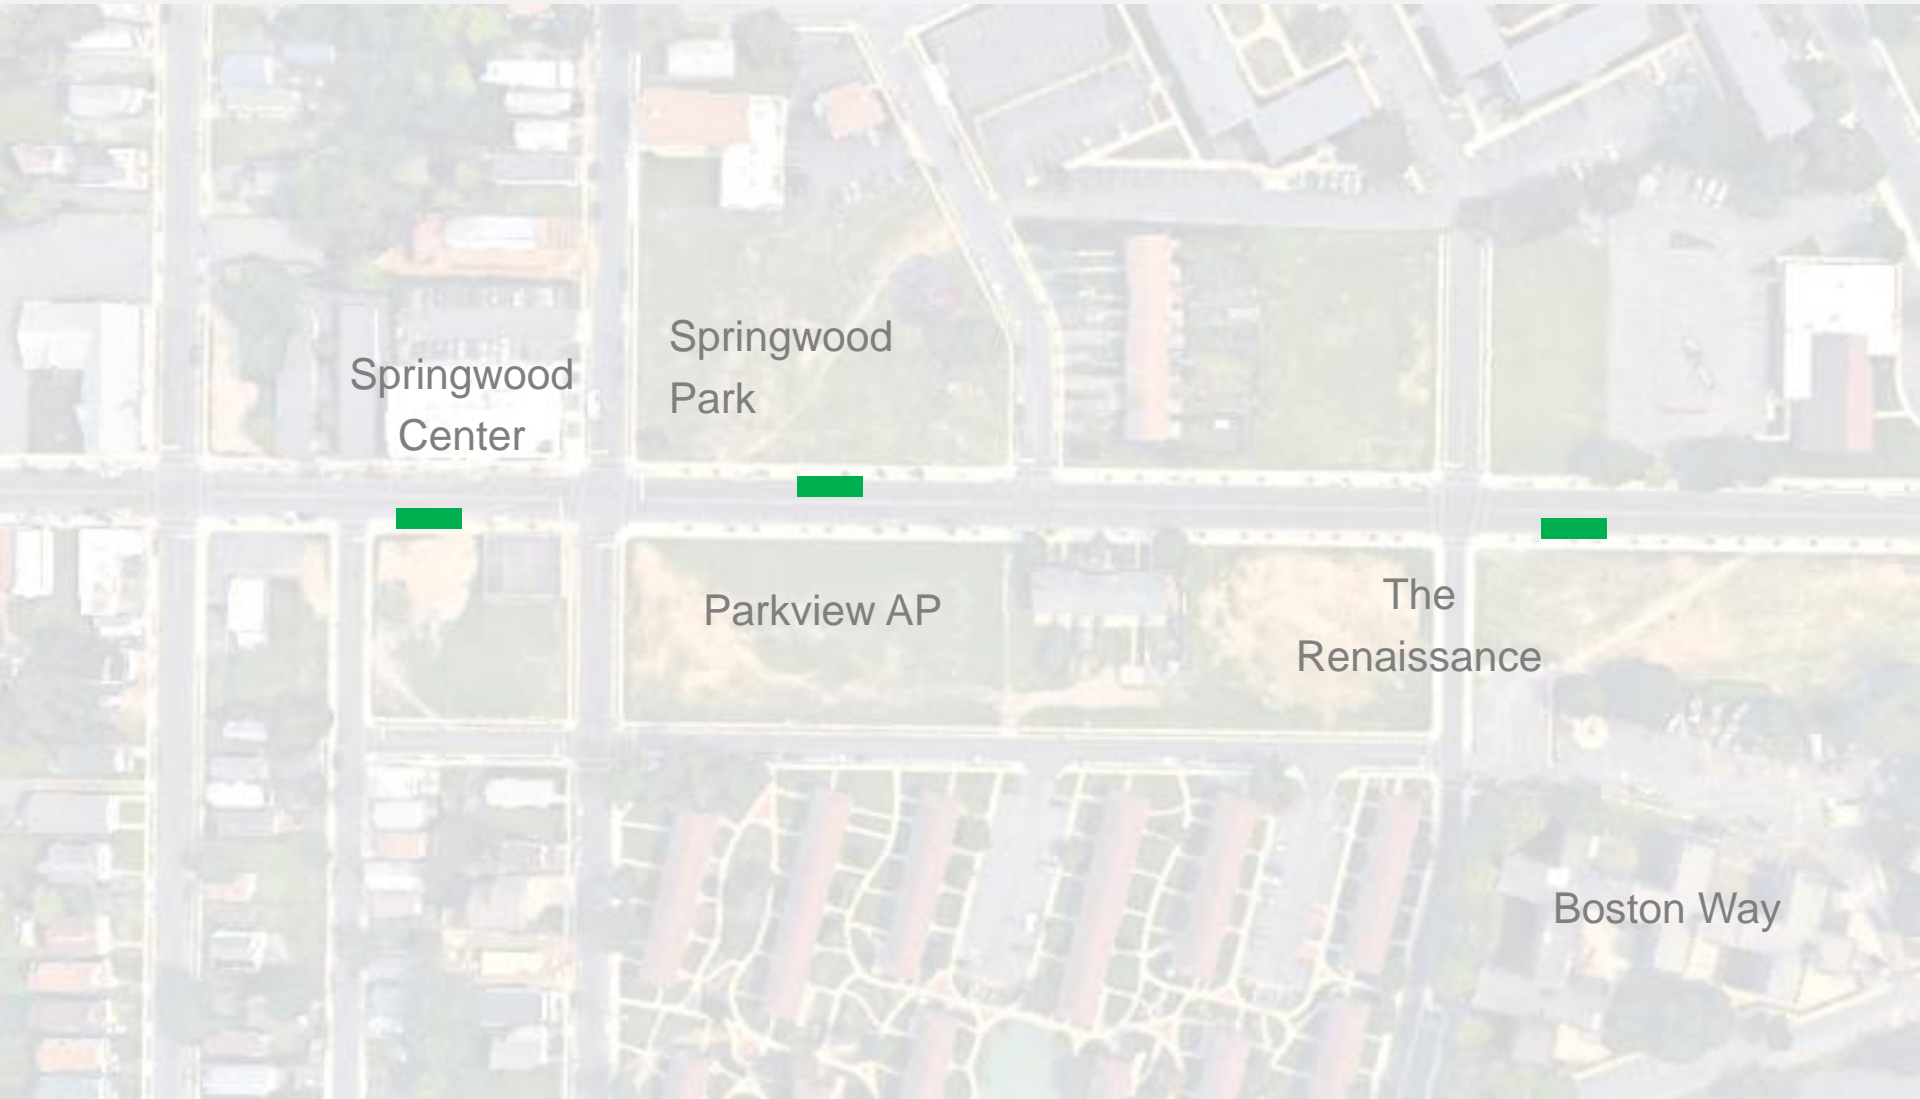 Springwood
Center
Springwood
Park
Parkview AP
The
Renaissance
Boston Way